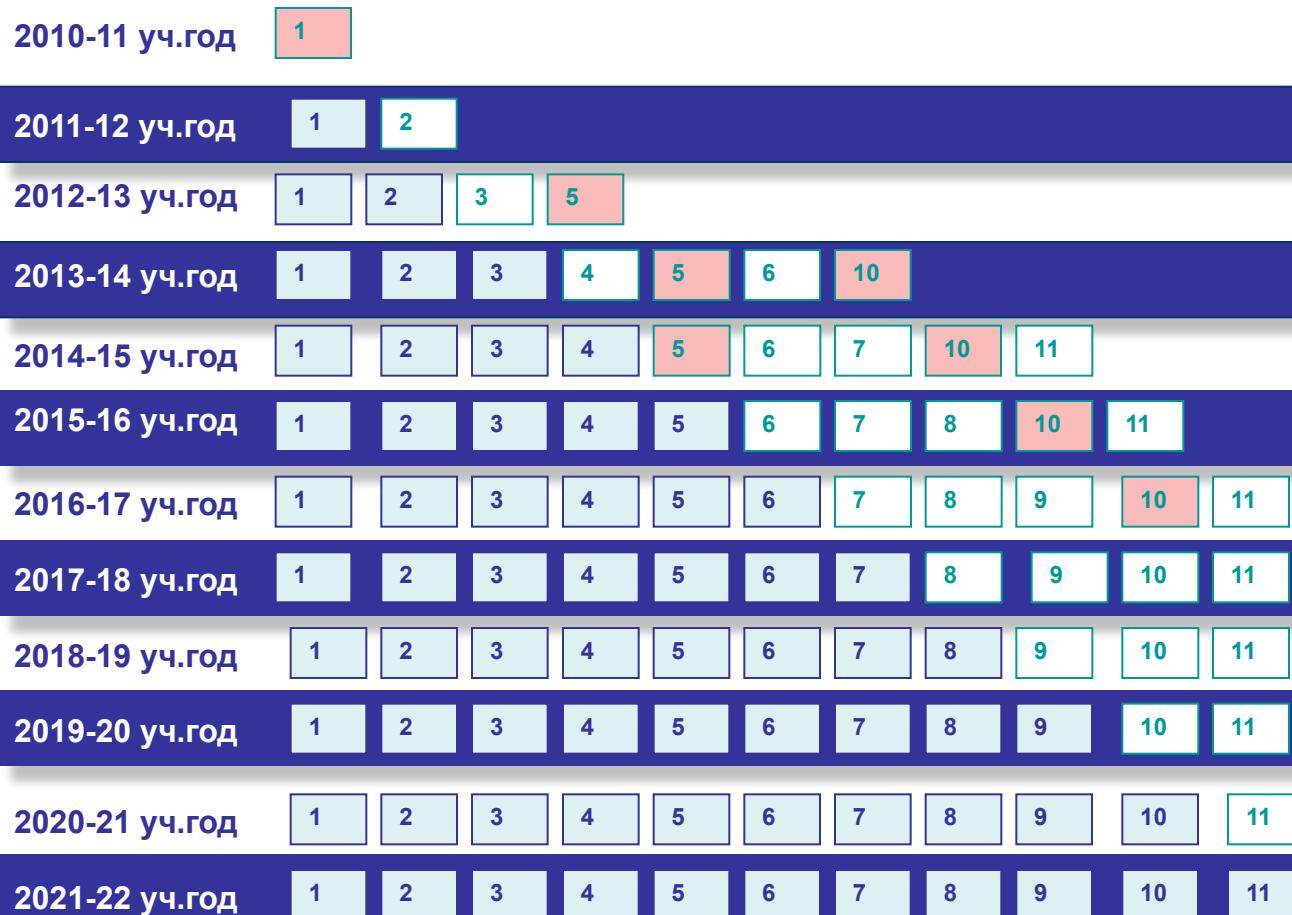 2010-11 уч.год 1
2011-12 уч.год 1 2
2012-13 уч.год 1 2 3 5
2013-14 уч.год 1 2 3 4 5 6 10
2014-15 уч.год 1 2 3 4 5 6 7 10 11
2015-16 уч.год 1 2 3 4 5 6 7 8 10 11
2016-17 уч.год 1 2 3 4 5 6 7 8 9 10 11
2017-18 уч.год 1 2 3 4 5 6 7 8 9 10 11
2018-19 уч.год 1 2 3 4 5 6 7 8 9 10 11
2019-20 уч.год 1 2 3 4 5 6 7 8 9 10 11
2020-21 уч.год 1 2 3 4 5 6 7 8 9 10 11
2021-22 уч.год 1 2 3 4 5 6 7 8 9 10 11